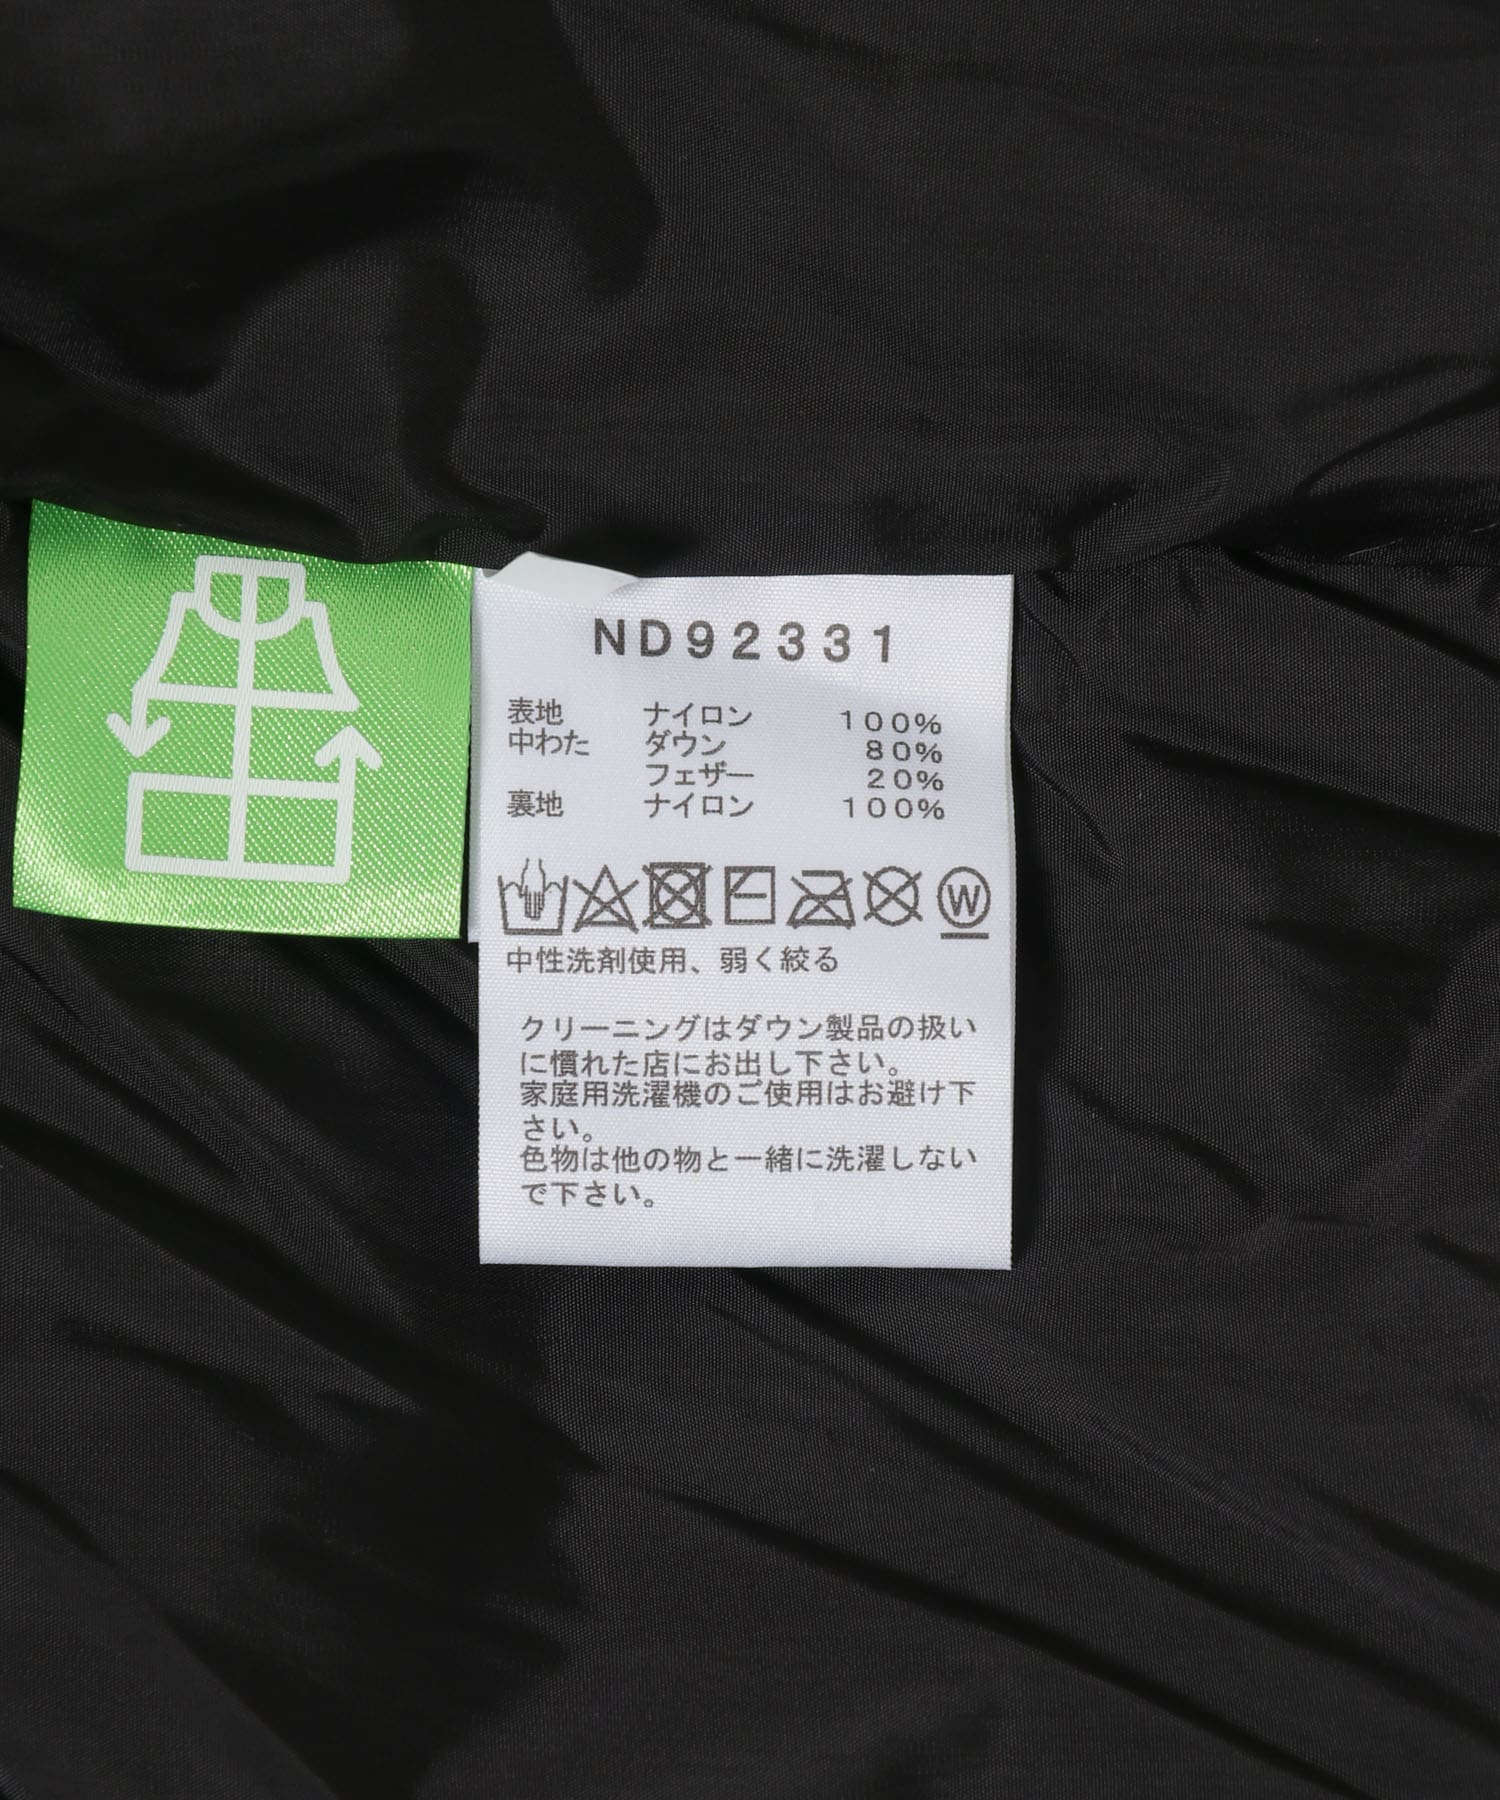 ND92331
表地 ナイロン 100%
中わた ダウン 80%
フェザー 20%
裏地 ナイロン 100%
W
中性洗剤使用、弱く絞る
クリーニングはダウン製品の扱い
に慣れた店にお出し下さい。
家庭用洗濯機のご使用はお避け下
さい。
色物は他の物と一緒に洗濯しない
で下さい。